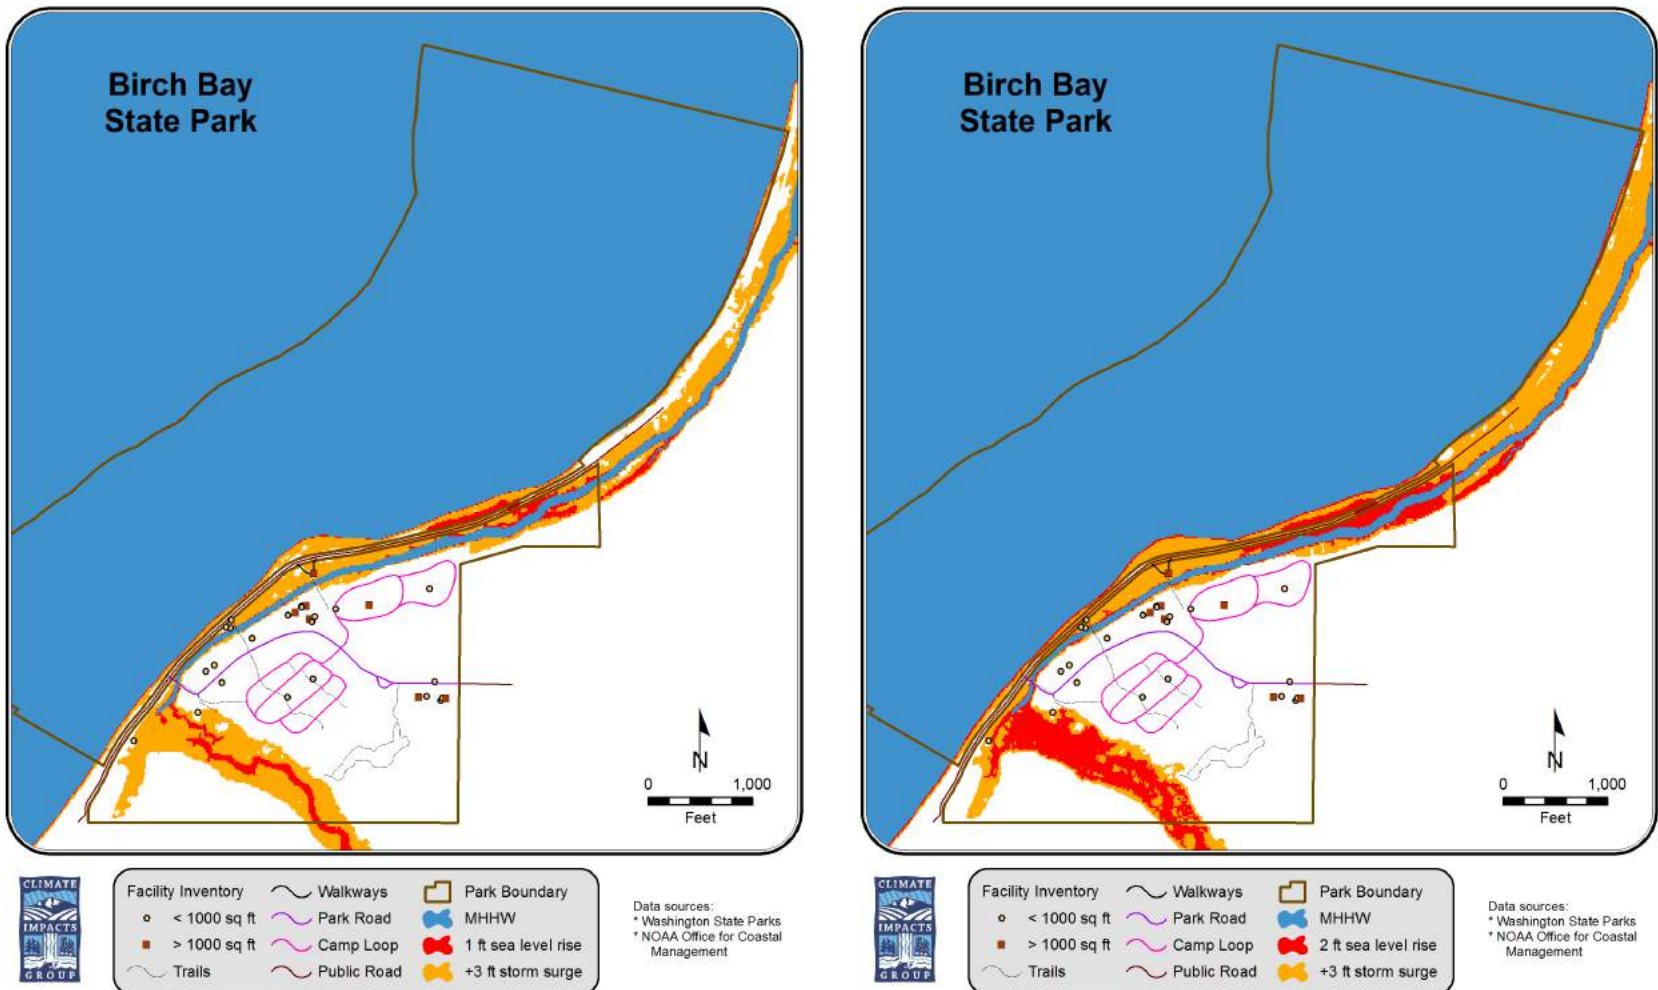 Birch Bay
State Park
N
0 1,000
Feet
CLIMATE
IMPACTS
GROUP
Facility Inventory
< 1000 sq ft
> 1000 sq ft
Trails
Walkways
Park Road
Camp Loop
Public Road
Park Boundary
MHHW
1 ft sea level rise
+3 ft storm surge
Data sources:
* Washington State Parks
* NOAA Office for Coastal
Management
Birch Bay
State Park
N
0 1,000
Feet
CLIMATE
IMPACTS
GROUP
Facility Inventory
< 1000 sq ft
> 1000 sq ft
Trails
Walkways
Park Road
Camp Loop
Public Road
Park Boundary
MHHW
2 ft sea level rise
+3 ft storm surge
Data sources:
* Washington State Parks
* NOAA Office for Coastal
Management